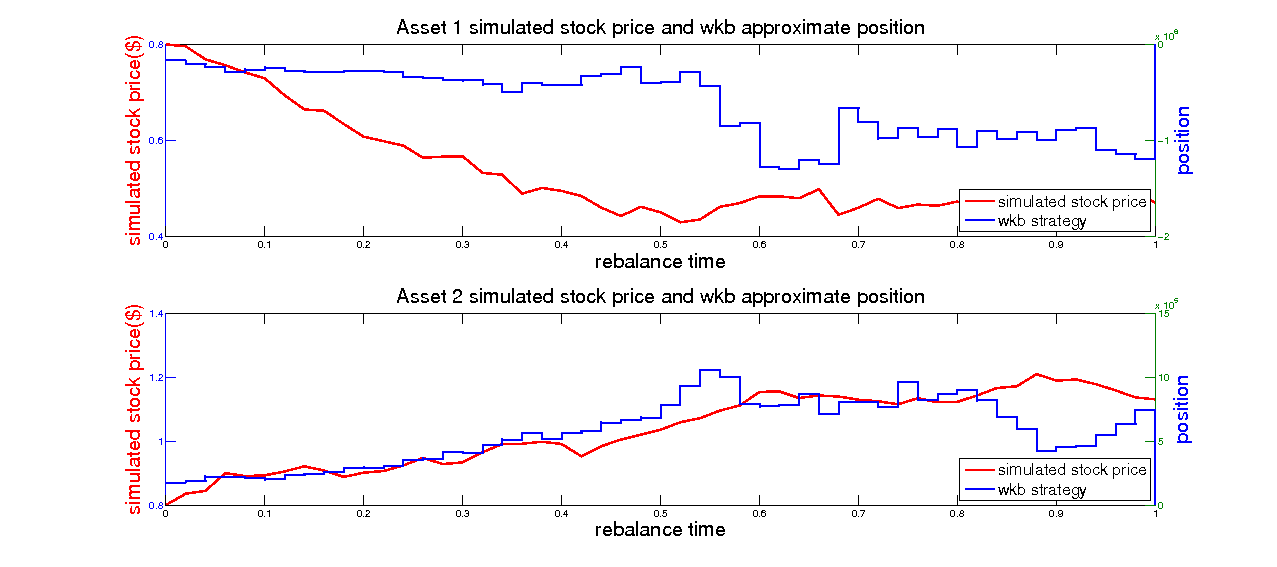 Asset 1 simulated stock price and wkb approximate position
x 10^6
0.8
0.6
0.4
0
-1
-2
simulated stock price($)
position
simulated stock price
wkb strategy
0 0.1 0.2 0.3 0.4 0.5 0.6 0.7 0.8 0.9 1
rebalance time
Asset 2 simulated stock price and wkb approximate position
x 10^5
1.4
1.2
1
0.8
15
10
5
0
simulated stock price($)
position
simulated stock price
wkb strategy
0 0.1 0.2 0.3 0.4 0.5 0.6 0.7 0.8 0.9 1
rebalance time